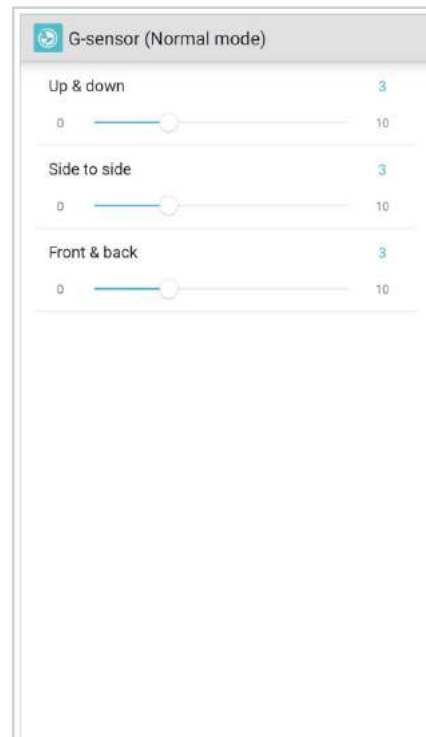 G-sensor (Normal mode)
Up & down 3
0 10
Side to side 3
0 10
Front & back 3
0 10